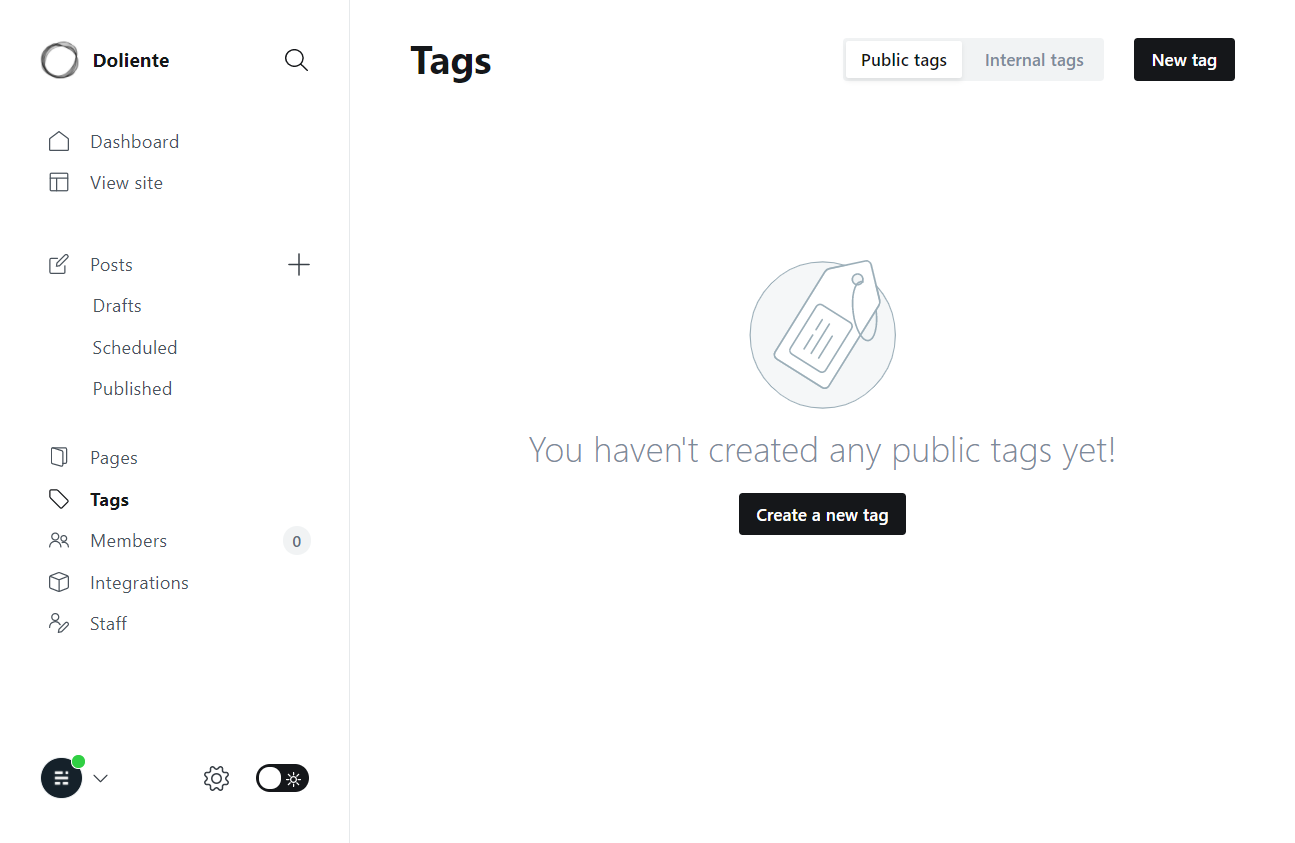 Doliente
Tags
Public tags
Internal tags
New tag
Dashboard
View site
Posts
Drafts
Scheduled
Published
Pages
Tags
Members
0
Integrations
Staff
You haven't created any public tags yet!
Create a new tag